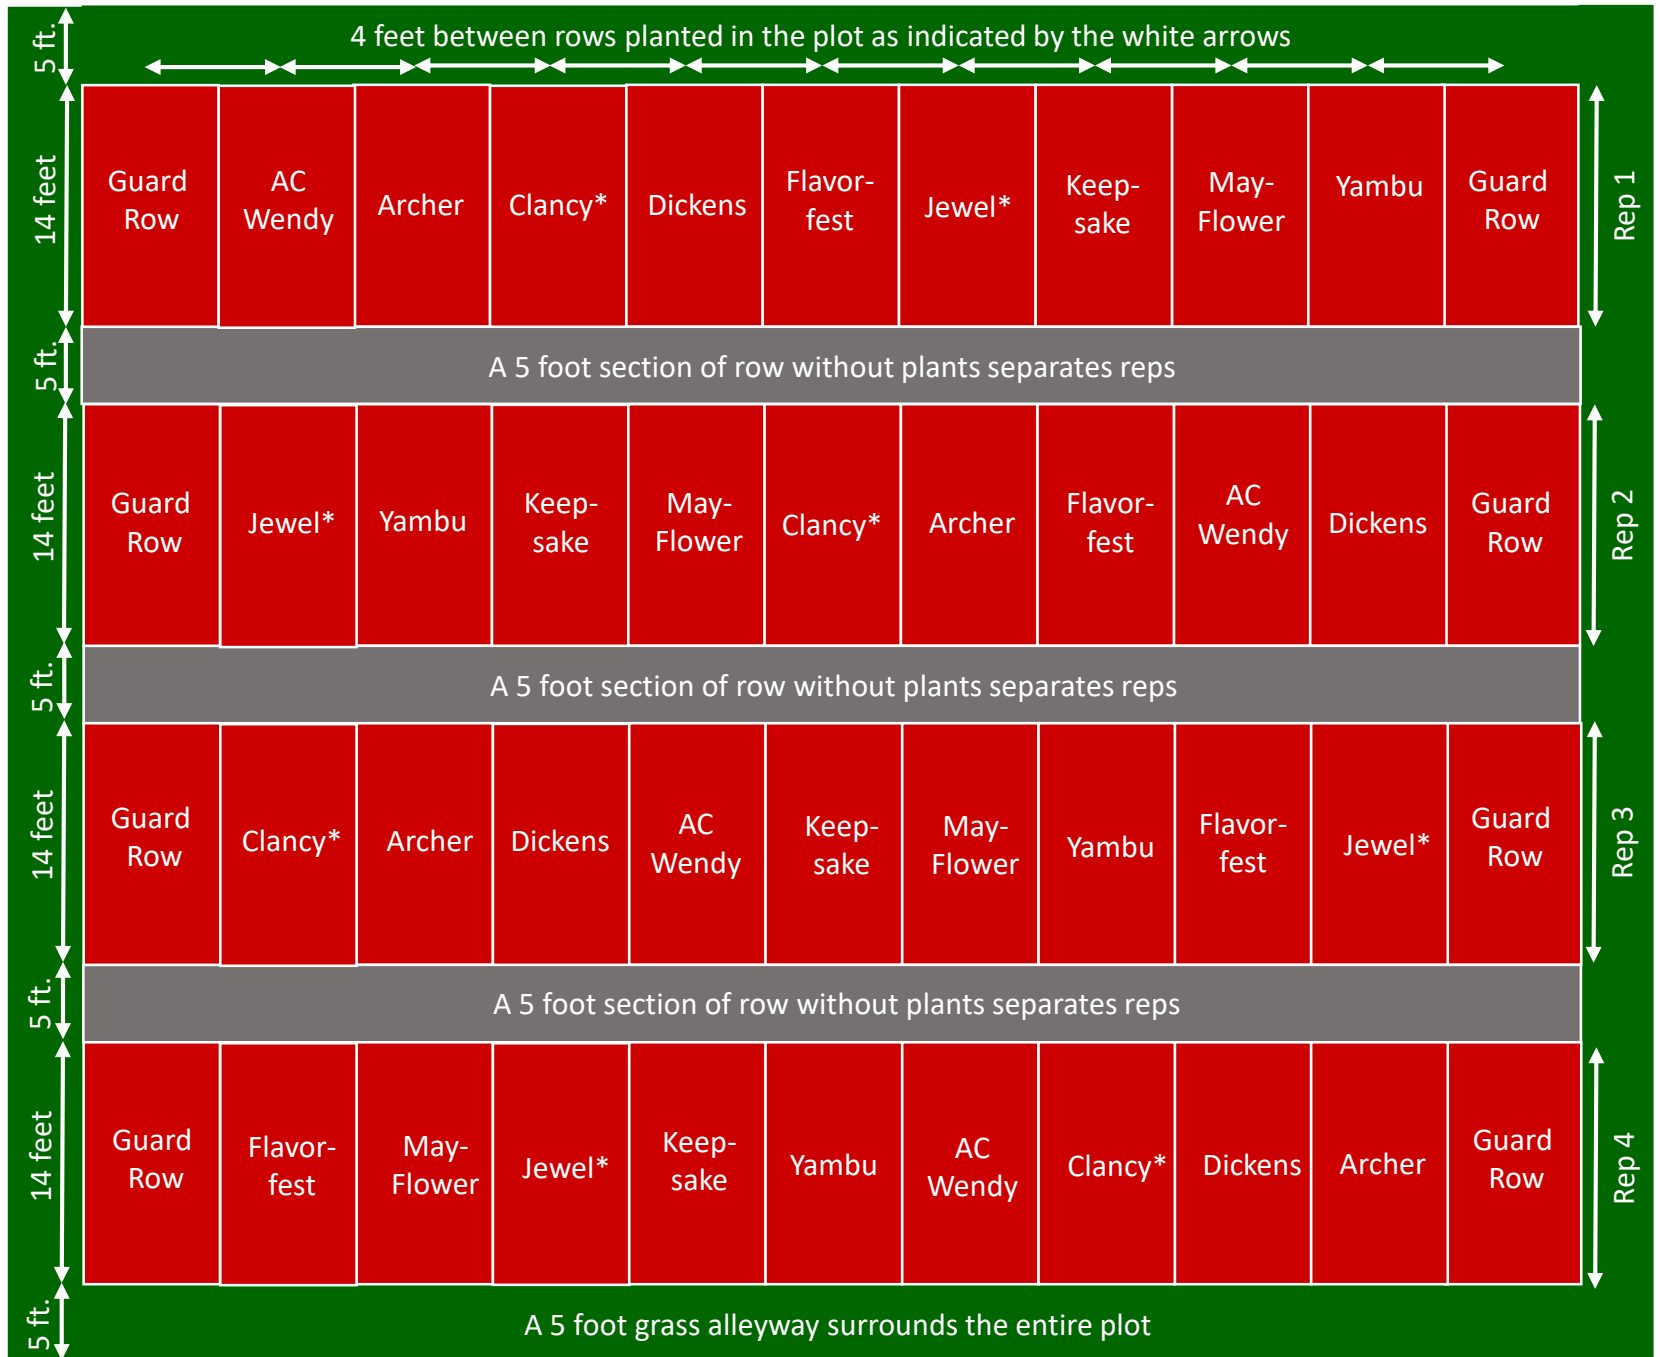 5 ft.
4 feet between rows planted in the plot as indicated by the white arrows
14 feet
Guard
Row
AC
Wendy
Archer
Clancy*
Dickens
Flavor-
fest
Jewel*
Keep-
sake
May-
Flower
Yambu
Guard
Row
Rep 1
5 ft.
A 5 foot section of row without plants separates reps
14 feet
Guard
Row
Jewel*
Yambu
Keep-
sake
May-
Flower
Clancy*
Archer
Flavor-
fest
AC
Wendy
Dickens
Guard
Row
Rep 2
5 ft.
A 5 foot section of row without plants separates reps
14 feet
Guard
Row
Clancy*
Archer
Dickens
AC
Wendy
Keep-
sake
May-
Flower
Yambu
Flavor-
fest
Jewel*
Guard
Row
Rep 3
5 ft.
A 5 foot section of row without plants separates reps
14 feet
Guard
Row
Flavor-
fest
May-
Flower
Jewel*
Keep-
sake
Yambu
AC
Wendy
Clancy*
Dickens
Archer
Guard
Row
Rep 4
5 ft.
A 5 foot grass alleyway surrounds the entire plot